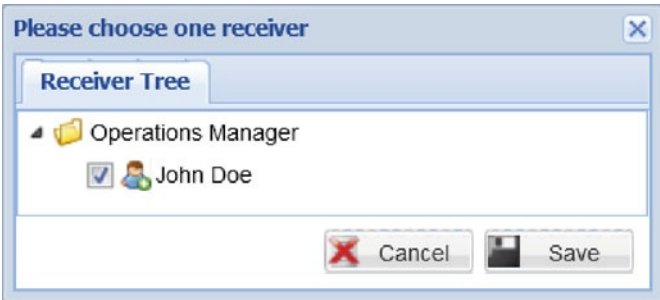 Please choose one receiver
Receiver Tree
Operations Manager
John Doe
Cancel Save